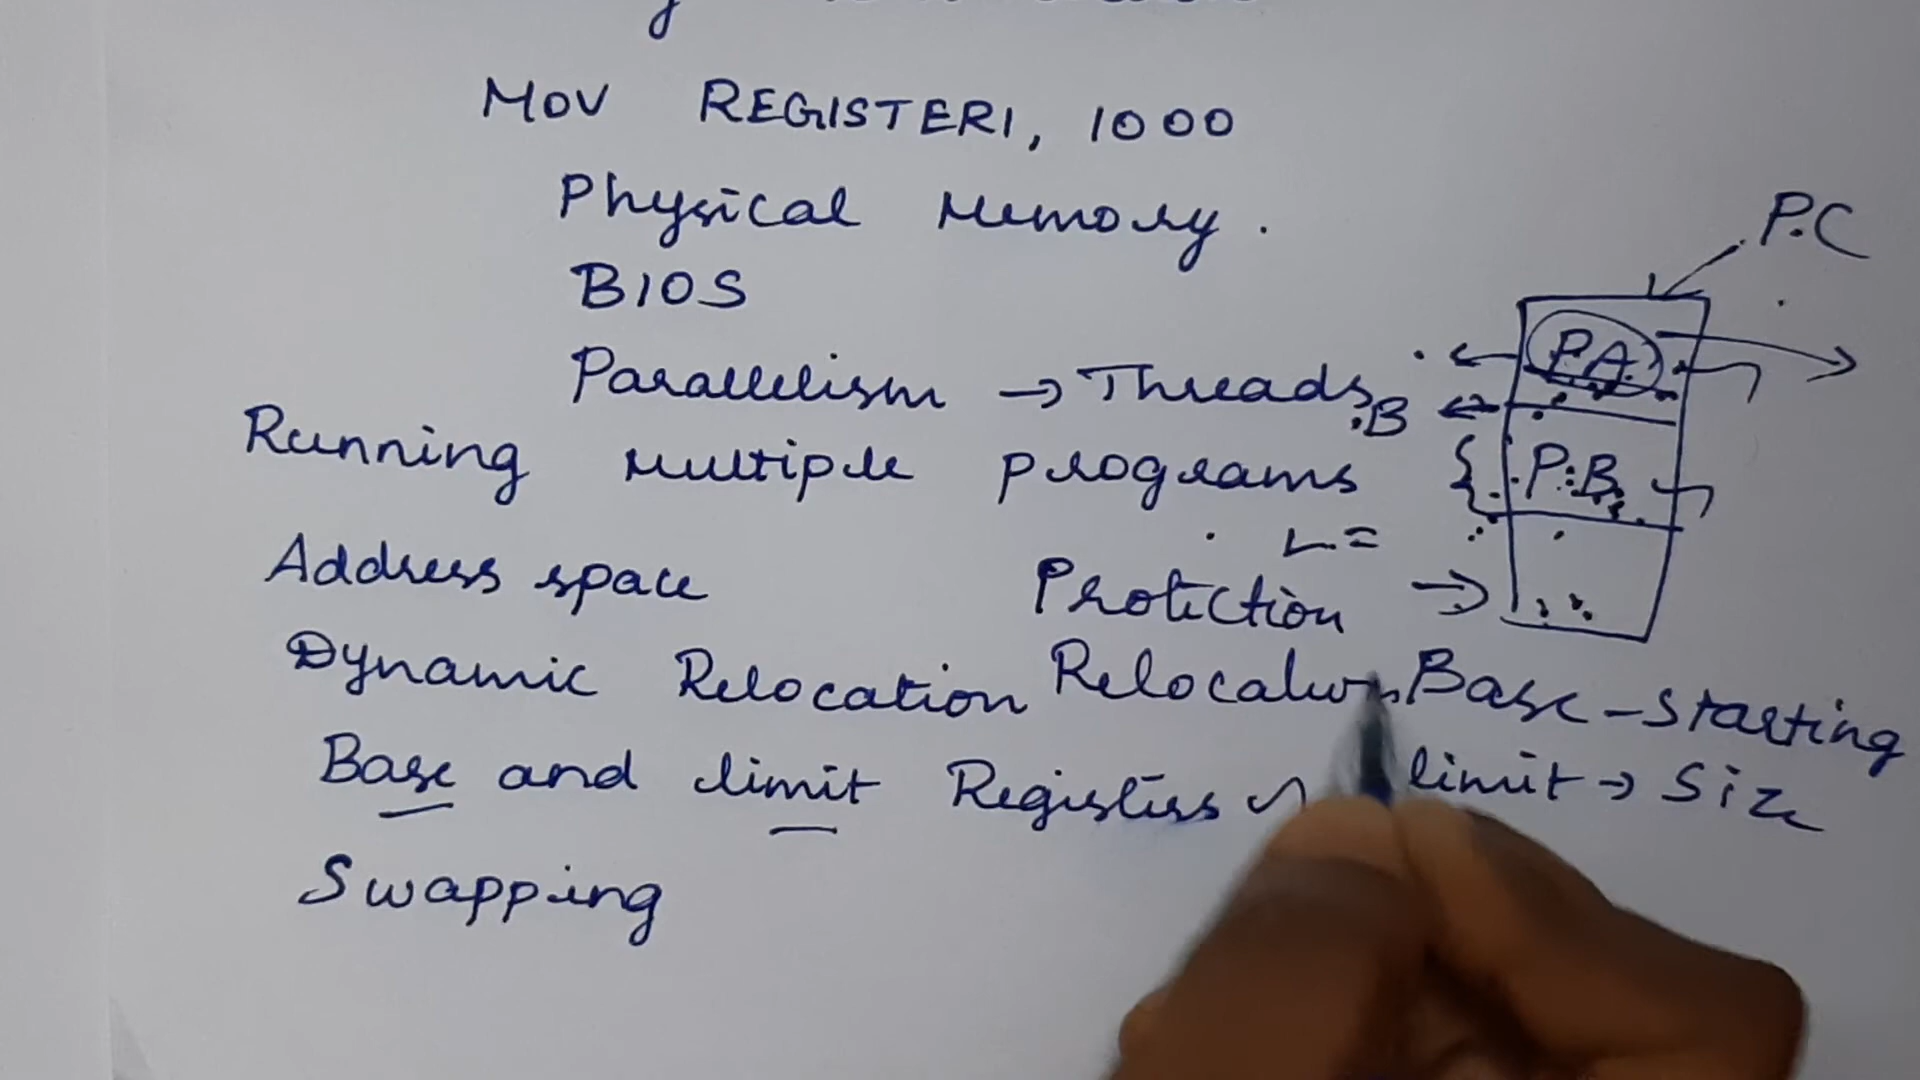 MOV REGISTER1, 1000
Physical Memory.
P.C
BIOS
P.A.
Parallelism → Threads
B
Running multiple programs
P.B.
L=
Address space
Protection →
Dynamic Relocation
Relocation
Base - starting
Base and limit Registers
limit → Size
Swapping